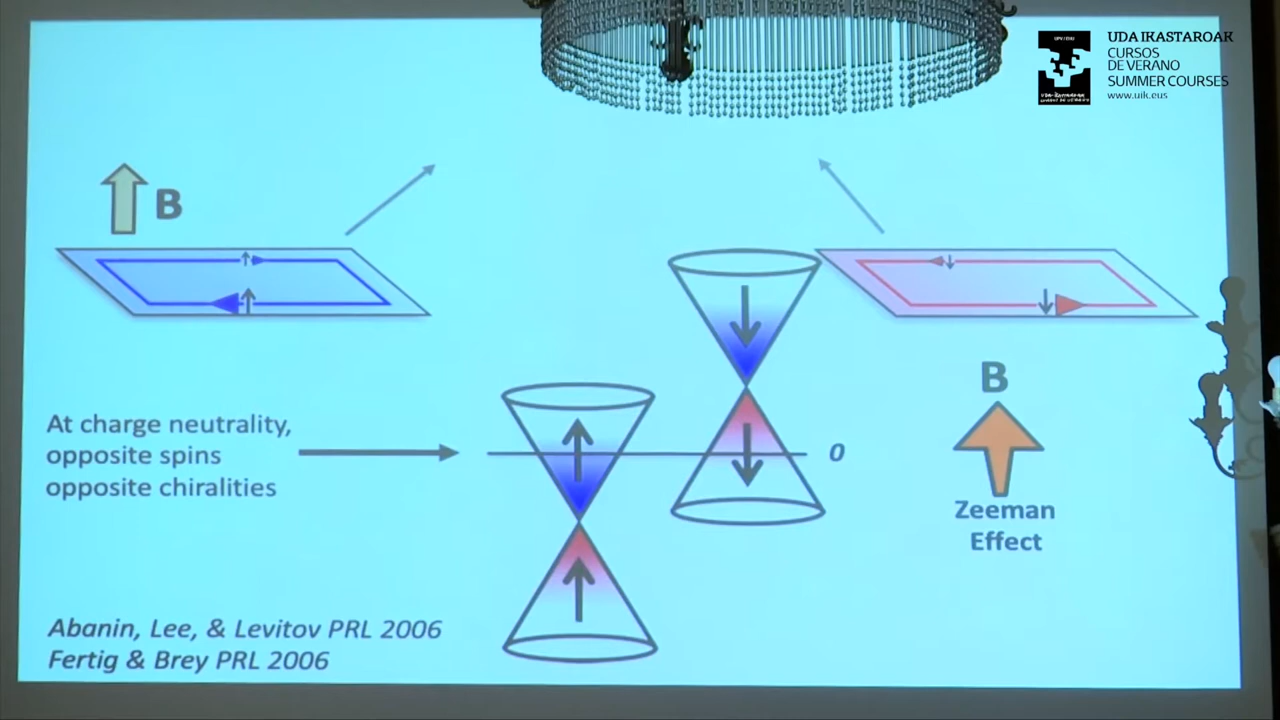 UDA IKASTAROAK
CURSOS
DE VERANO
SUMMER COURSES
www.uik.eus
B
At charge neutrality,
opposite spins
opposite chiralities
0
B
Zeeman
Effect
Abanin, Lee, & Levitov PRL 2006
Fertig & Brey PRL 2006